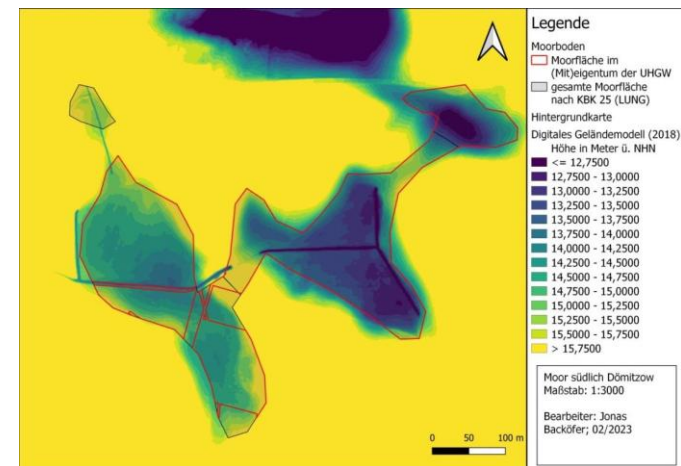 Legende
Moorboden
Moorfläche im
(Mit)eigentum der UHGW
gesamte Moorfläche
nach KBK 25 (LUNG)
Hintergrundkarte
Digitales Geländemodell (2018)
Höhe in Meter ü. NHN
<= 12,7500
12,7500 - 13,0000
13,0000 - 13,2500
13,2500 - 13,5000
13,5000 - 13,7500
13,7500 - 14,0000
14,0000 - 14,2500
14,2500 - 14,5000
14,5000 - 14,7500
14,7500 - 15,0000
15,0000 - 15,2500
15,2500 - 15,5000
15,5000 - 15,7500
> 15,7500
Moor südlich Dömitzow
Maßstab: 1:3000
Bearbeiter: Jonas
Backöfer; 02/2023
0 50 100 m